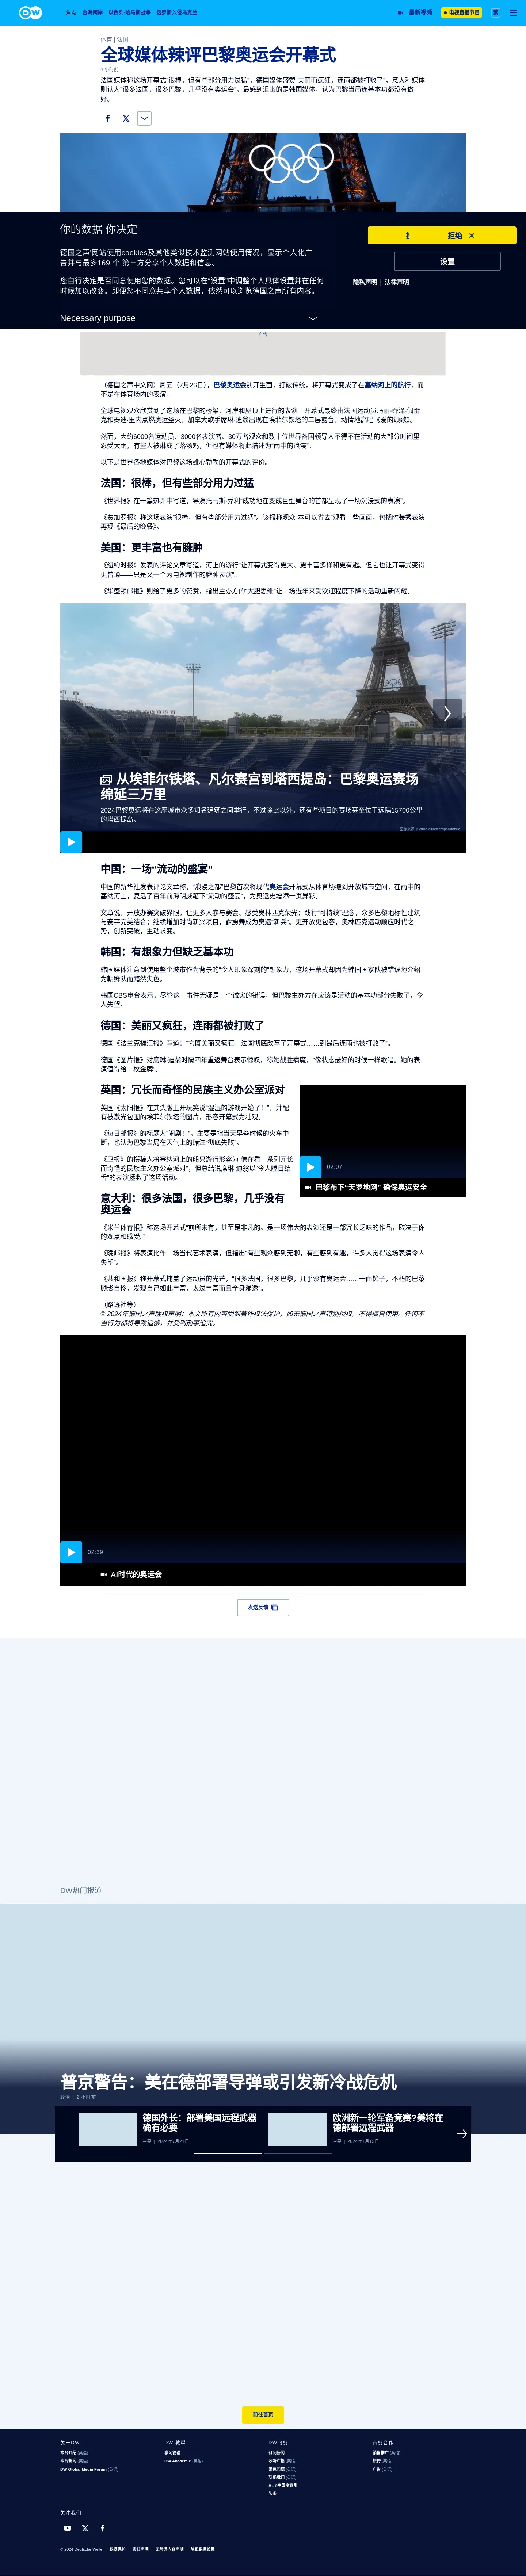 DW
焦点
台海两岸
以色列-哈马斯战争
俄罗斯入侵乌克兰
最新视频
电视直播节目
繁
体育 | 法国
全球媒体辣评巴黎奥运会开幕式
4 小时前
法国媒体称这场开幕式“很棒，但有些部分用力过猛”，德国媒体盛赞“美丽而疯狂，连雨都被打败了”，意大利媒体
则认为“很多法国，很多巴黎，几乎没有奥运会”，最感到沮丧的是韩国媒体，认为巴黎当局连基本功都没有做
好。
你的数据 你决定
德国之声网站使用cookies及其他类似技术监测网站使用情况，显示个人化广
告并与最多169 个,第三方分享个人数据和信息。
您自行决定是否同意使用您的数据。您可以在“设置”中调整个人具体设置并在任何
时候加以改变。即便您不同意共享个人数据，依然可以浏览德国之声所有内容。
拒绝
设置
隐私声明 | 法律声明
Necessary purpose
广告
（德国之声中文网）周五（7月26日），巴黎奥运会别开生面，打破传统，将开幕式变成了在塞纳河上的航行，而
不是在体育场内的表演。
全球电视观众欣赏到了这场在巴黎的桥梁、河岸和屋顶上进行的表演。开幕式最终由法国运动员玛丽-乔泽·佩雷
克和泰迪·里内点燃奥运圣火，加拿大歌手席琳·迪翁出现在埃菲尔铁塔的二层露台，动情地高唱《爱的颂歌》。
然而，大约6000名运动员、3000名表演者、30万名观众和数十位世界各国领导人不得不在活动的大部分时间里
忍受大雨，有些人被淋成了落汤鸡，但也有媒体将此描述为“雨中的浪漫”。
以下是世界各地媒体对巴黎这场雄心勃勃的开幕式的评价。
法国：很棒，但有些部分用力过猛
《世界报》在一篇热评中写道，导演托马斯·乔利“成功地在变成巨型舞台的首都呈现了一场沉浸式的表演”。
《费加罗报》称这场表演“很棒，但有些部分用力过猛”。该报称观众“本可以省去”观看一些画面，包括时装秀表演
再现《最后的晚餐》。
美国：更丰富也有臃肿
《纽约时报》发表的评论文章写道，河上的游行“让开幕式变得更大、更丰富多样和更有趣。但它也让开幕式变得
更普通——只是又一个为电视制作的臃肿表演”。
《华盛顿邮报》则给了更多的赞赏，指出主办方的“大胆思维”让一场近年来受欢迎程度下降的活动重新闪耀。
从埃菲尔铁塔、凡尔赛宫到塔西提岛：巴黎奥运赛场
绵延三万里
2024巴黎奥运将在这座城市众多知名建筑之间举行，不过除此以外，还有些项目的赛场甚至位于远隔15700公里
的塔西提岛。
中国：一场“流动的盛宴”
中国的新华社发表评论文章称，“浪漫之都”巴黎首次将现代奥运会开幕式从体育场搬到开放城市空间，在雨中的
塞纳河上，复活了百年前海明威笔下“流动的盛宴”，为奥运史增添一页异彩。
文章说，开放办赛突破界限，让更多人参与赛会、感受奥林匹克荣光；践行“可持续”理念，众多巴黎地标性建筑
与赛事完美结合；继续增加时尚新兴项目，霹雳舞成为奥运“新兵”。更开放更包容，奥林匹克运动顺应时代之
势，创新突破，主动求变。
韩国：有想象力但缺乏基本功
韩国媒体注意到使用整个城市作为背景的“令人印象深刻的”想象力，这场开幕式却因为韩国国家队被错误地介绍
为朝鲜队而黯然失色。
韩国CBS电台表示，尽管这一事件无疑是一个诚实的错误，但巴黎主办方在应该是活动的基本功部分失败了，令
人失望。
德国：美丽又疯狂，连雨都被打败了
德国《法兰克福汇报》写道：“它既美丽又疯狂。法国彻底改革了开幕式……到最后连雨也被打败了”。
德国《图片报》对席琳·迪翁时隔四年重返舞台表示惊叹，称她战胜病魔，“像状态最好的时候一样歌唱。她的表
演值得给一枚金牌”。
英国：冗长而奇怪的民族主义办公室派对
英国《太阳报》在其头版上开玩笑说“湿湿的游戏开始了！”，并配
有被激光包围的埃菲尔铁塔的图片，形容开幕式为壮观。
《每日邮报》的标题为“闹剧！”，主要是指当天早些时候的火车中
断，也认为巴黎当局在天气上的赌注“彻底失败”。
《卫报》的撰稿人将塞纳河上的船只游行形容为“像在看一系列冗长
而奇怪的民族主义办公室派对”，但总结说席琳·迪翁以“令人瞠目结
舌”的表演拯救了这场活动。
02:07
巴黎布下“天罗地网” 确保奥运安全
意大利：很多法国，很多巴黎，几乎没有
奥运会
《米兰体育报》称这场开幕式“前所未有，甚至是非凡的。是一场伟大的表演还是一部冗长乏味的作品，取决于你
的观点和感受。”
《晚邮报》将表演比作一场当代艺术表演，但指出“有些观众感到无聊，有些感到有趣，许多人觉得这场表演令人
失望”。
《共和国报》称开幕式掩盖了运动员的光芒，“很多法国，很多巴黎，几乎没有奥运会……一面镜子，不朽的巴黎
顾影自怜，发现自己如此丰富，太过丰富而且全身湿透”。
（路透社等）
© 2024年德国之声版权声明：本文所有内容受到著作权法保护，如无德国之声特别授权，不得擅自使用。任何不
当行为都将导致追偿，并受到刑事追究。
02:39
AI时代的奥运会
发送反馈
DW热门报道
普京警告：美在德部署导弹或引发新冷战危机
政治 | 2 小时前
德国外长：部署美国远程武器
确有必要
冲突 | 2024年7月21日
欧洲新一轮军备竞赛?美将在
德部署远程武器
冲突 | 2024年7月13日
前往首页
关于DW
本台介绍 (英语)
本台新闻 (英语)
DW Global Media Forum (英语)
DW 教學
学习德语
DW Akademie (英语)
DW服务
订阅新闻
收听广播 (英语)
常见问题 (英语)
联系我们 (英语)
A - Z字母序索引
头条
商务合作
销售推广 (英语)
旅行 (英语)
广告 (英语)
关注我们
© 2024 Deutsche Welle | 数据保护 | 责任声明 | 无障碍内容声明 | 隐私数据设置